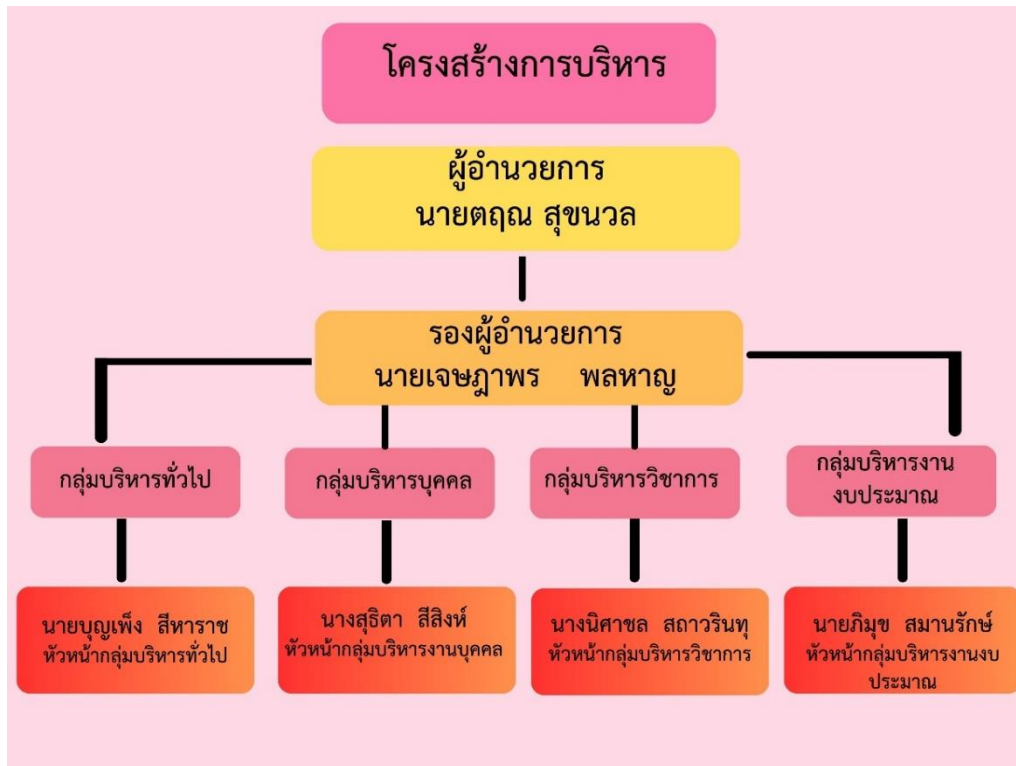 โครงสร้างการบริหาร
ผู้อำนวยการ
นายตฤณ สุขนวล
รองผู้อำนวยการ
นายเจษฎาพร พลหาญ
กลุ่มบริหารทั่วไป
กลุ่มบริหารบุคคล
กลุ่มบริหารวิชาการ
กลุ่มบริหารงาน
งบประมาณ
นายบุญเพ็ง สีหาราช
หัวหน้ากลุ่มบริหารทั่วไป
นางสุธิตา สีสิงห์
หัวหน้ากลุ่มบริหารงานบุคคล
นางนิศาชล สถาวรินทุ
หัวหน้ากลุ่มบริหารวิชาการ
นายภิมุข สมานรักษ์
หัวหน้ากลุ่มบริหารงานงบ
ประมาณ